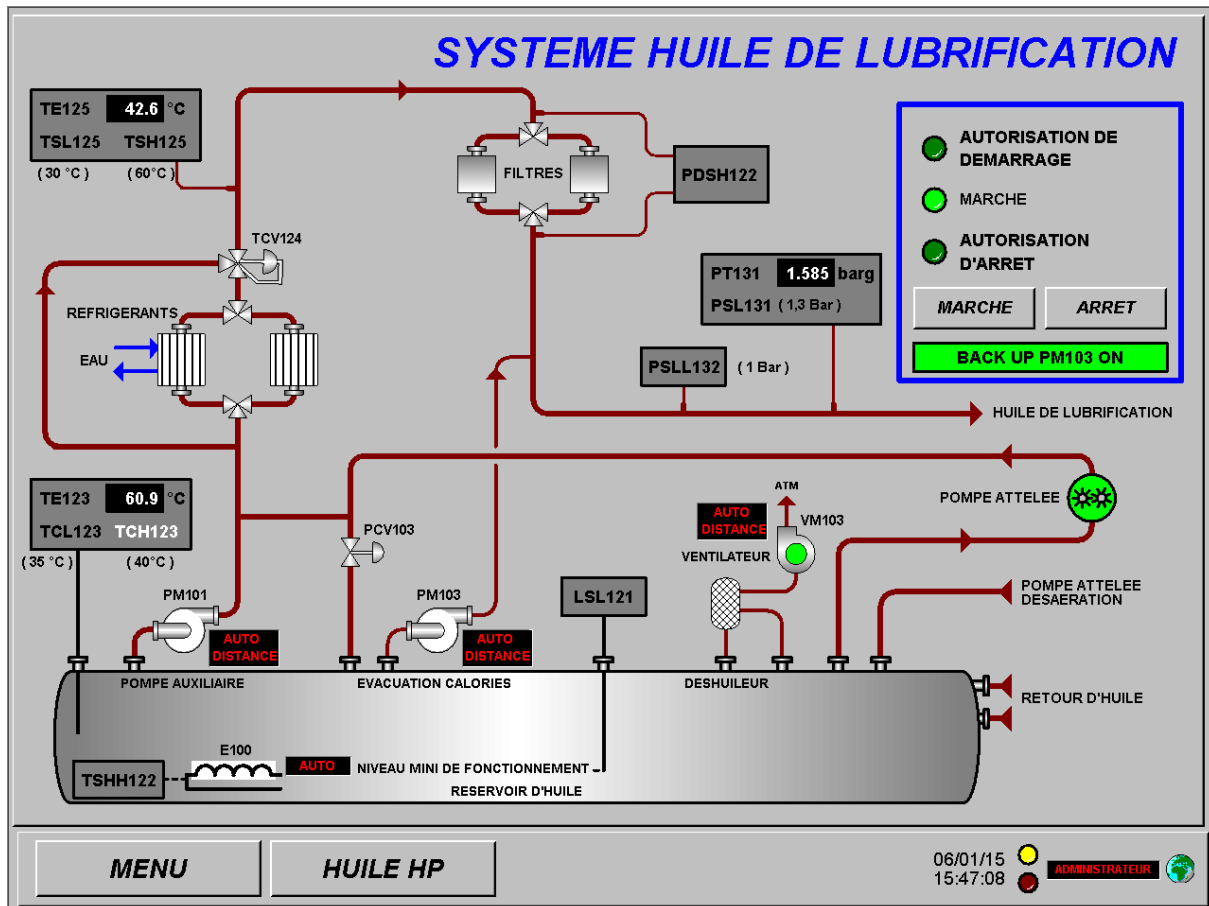 SYSTEME HUILE DE LUBRIFICATION
TE125 42.6 °C
TSL125 TSH125
(30 °C) (60°C)
FILTRES
PDSH122
AUTORISATION DE
DEMARRAGE
MARCHE
AUTORISATION
D'ARRET
MARCHE ARRET
BACK UP PM103 ON
TCV124
PT131 1.585 barg
PSL131 (1,3 Bar)
REFRIGERANTS
EAU
PSLL132 (1 Bar)
HUILE DE LUBRIFICATION
TE123 60.9 °C
TCL123 TCH123
(35 °C) (40°C)
PCV103
ATM
AUTO
DISTANCE
VM103
VENTILATEUR
POMPE ATTELEE
PM101
AUTO
DISTANCE
PM103
AUTO
DISTANCE
LSL121
POMPE ATTELEE
DESAERATION
POMPE AUXILIAIRE
EVACUATION CALORIES
DESHUILEUR
RETOUR D'HUILE
E100
TSHH122
AUTO
NIVEAU MINI DE FONCTIONNEMENT
RESERVOIR D'HUILE
MENU
HUILE HP
06/01/15
15:47:08
ADMINISTRATEUR